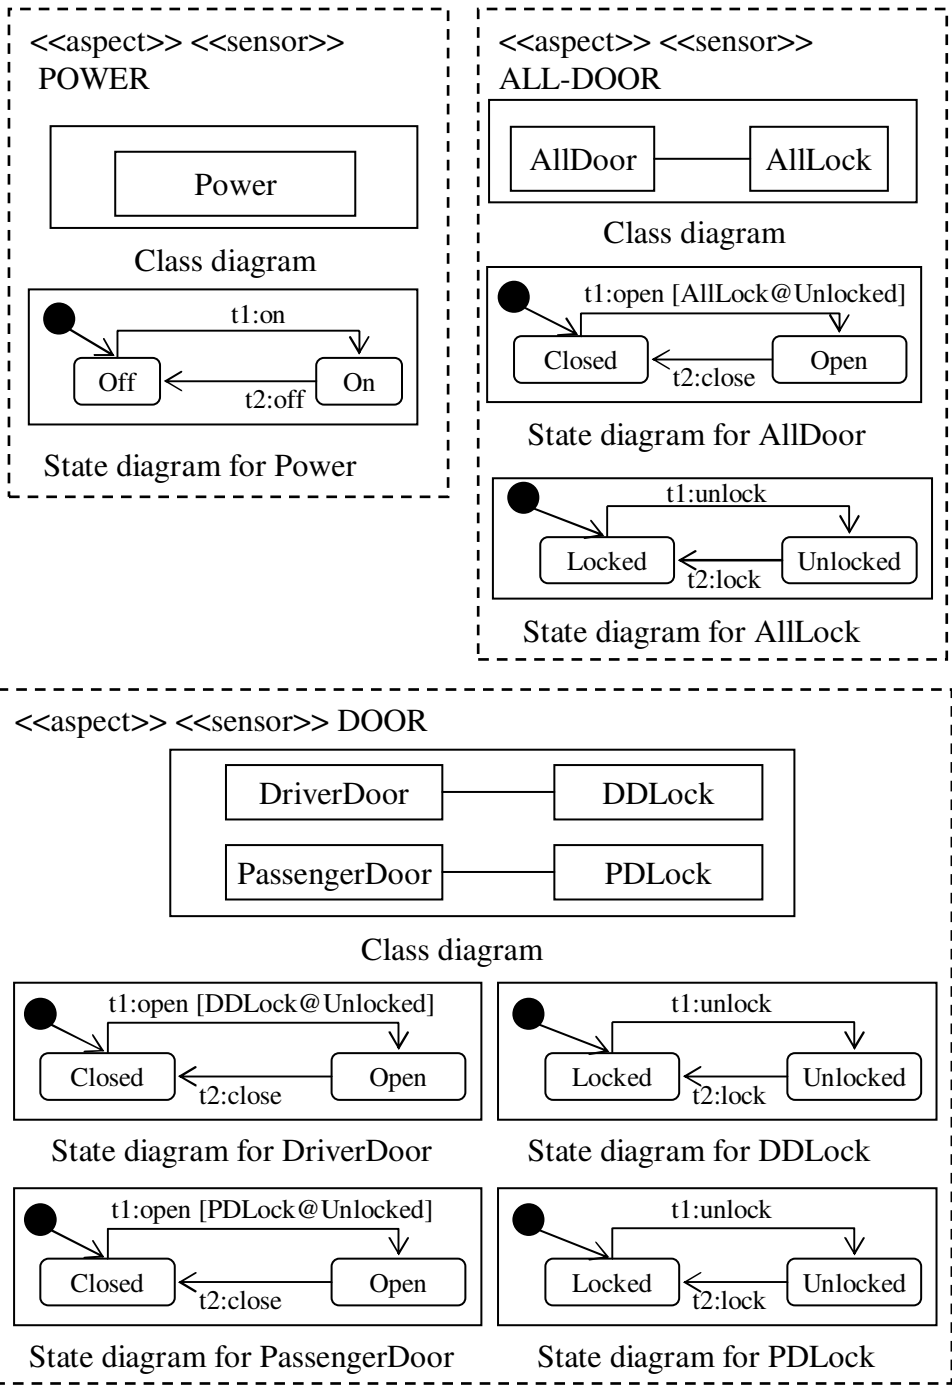 <<aspect>> <<sensor>>
POWER
Power
Class diagram
t1:on
Off
On
t2:off
State diagram for Power
<<aspect>> <<sensor>>
ALL-DOOR
AllDoor
AllLock
Class diagram
t1:open [AllLock@Unlocked]
Closed
Open
t2:close
State diagram for AllDoor
t1:unlock
Locked
Unlocked
t2:lock
State diagram for AllLock
<<aspect>> <<sensor>> DOOR
DriverDoor
DDLock
PassengerDoor
PDLock
Class diagram
t1:open [DDLock@Unlocked]
Closed
Open
t2:close
State diagram for DriverDoor
t1:unlock
Locked
Unlocked
t2:lock
State diagram for DDLock
t1:open [PDLock@Unlocked]
Closed
Open
t2:close
State diagram for PassengerDoor
t1:unlock
Locked
Unlocked
t2:lock
State diagram for PDLock